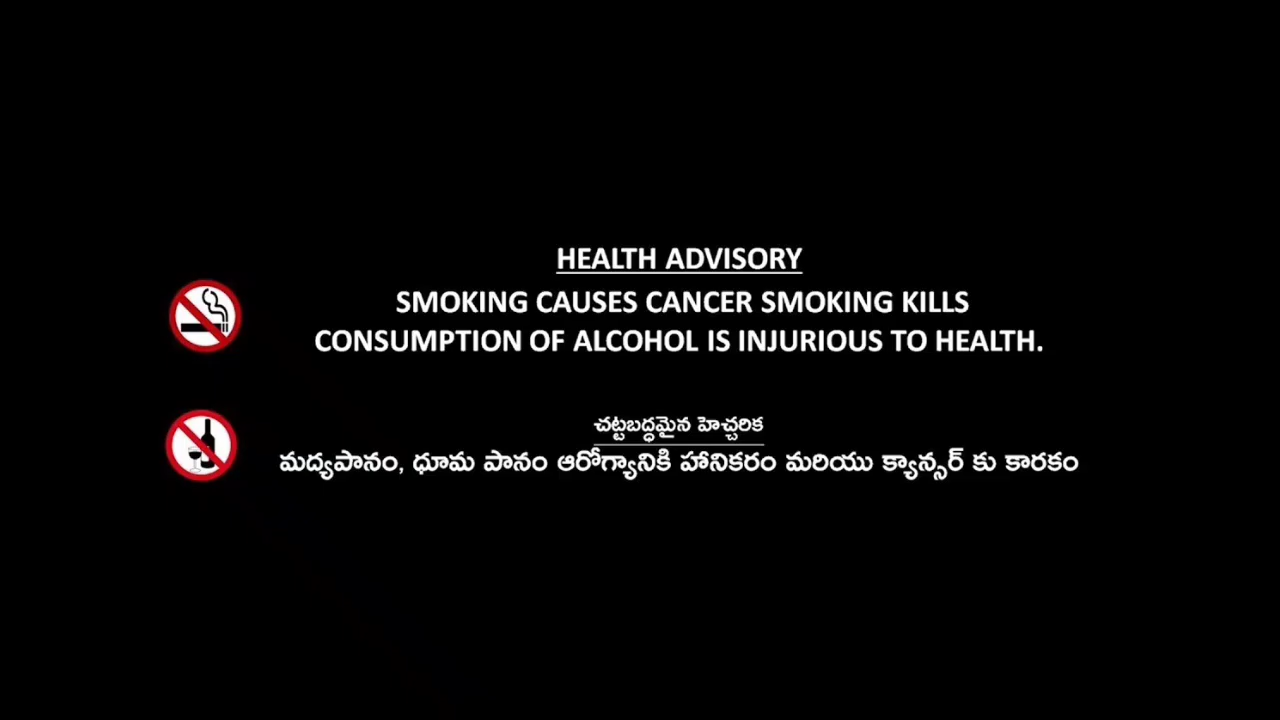 HEALTH ADVISORY
SMOKING CAUSES CANCER SMOKING KILLS
CONSUMPTION OF ALCOHOL IS INJURIOUS TO HEALTH.
చట్టబద్ధమైన హెచ్చరిక
మద్యపానం, ధూమ పానం ఆరోగ్యానికి హానికరం మరియు క్యాన్సర్ కు కారకం